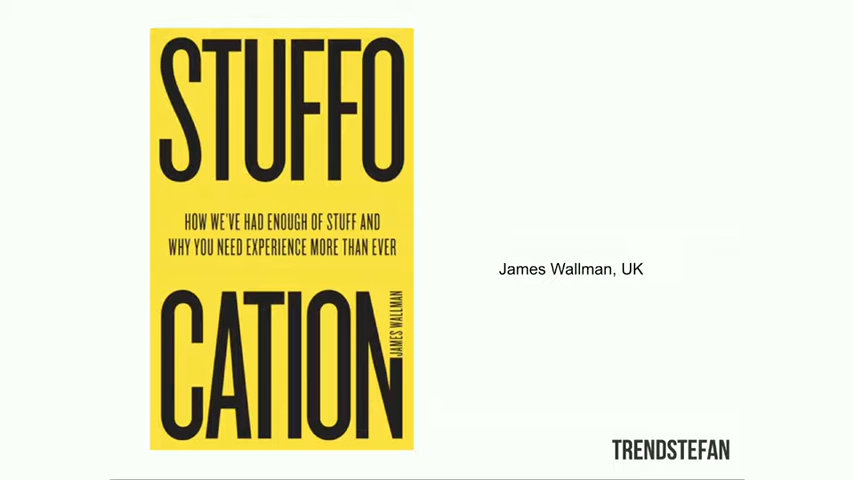 STUFFO
HOW WE'VE HAD ENOUGH OF STUFF AND
WHY YOU NEED EXPERIENCE MORE THAN EVER
CATION
JAMES WALLMAN
James Wallman, UK
TRENDSTEFAN